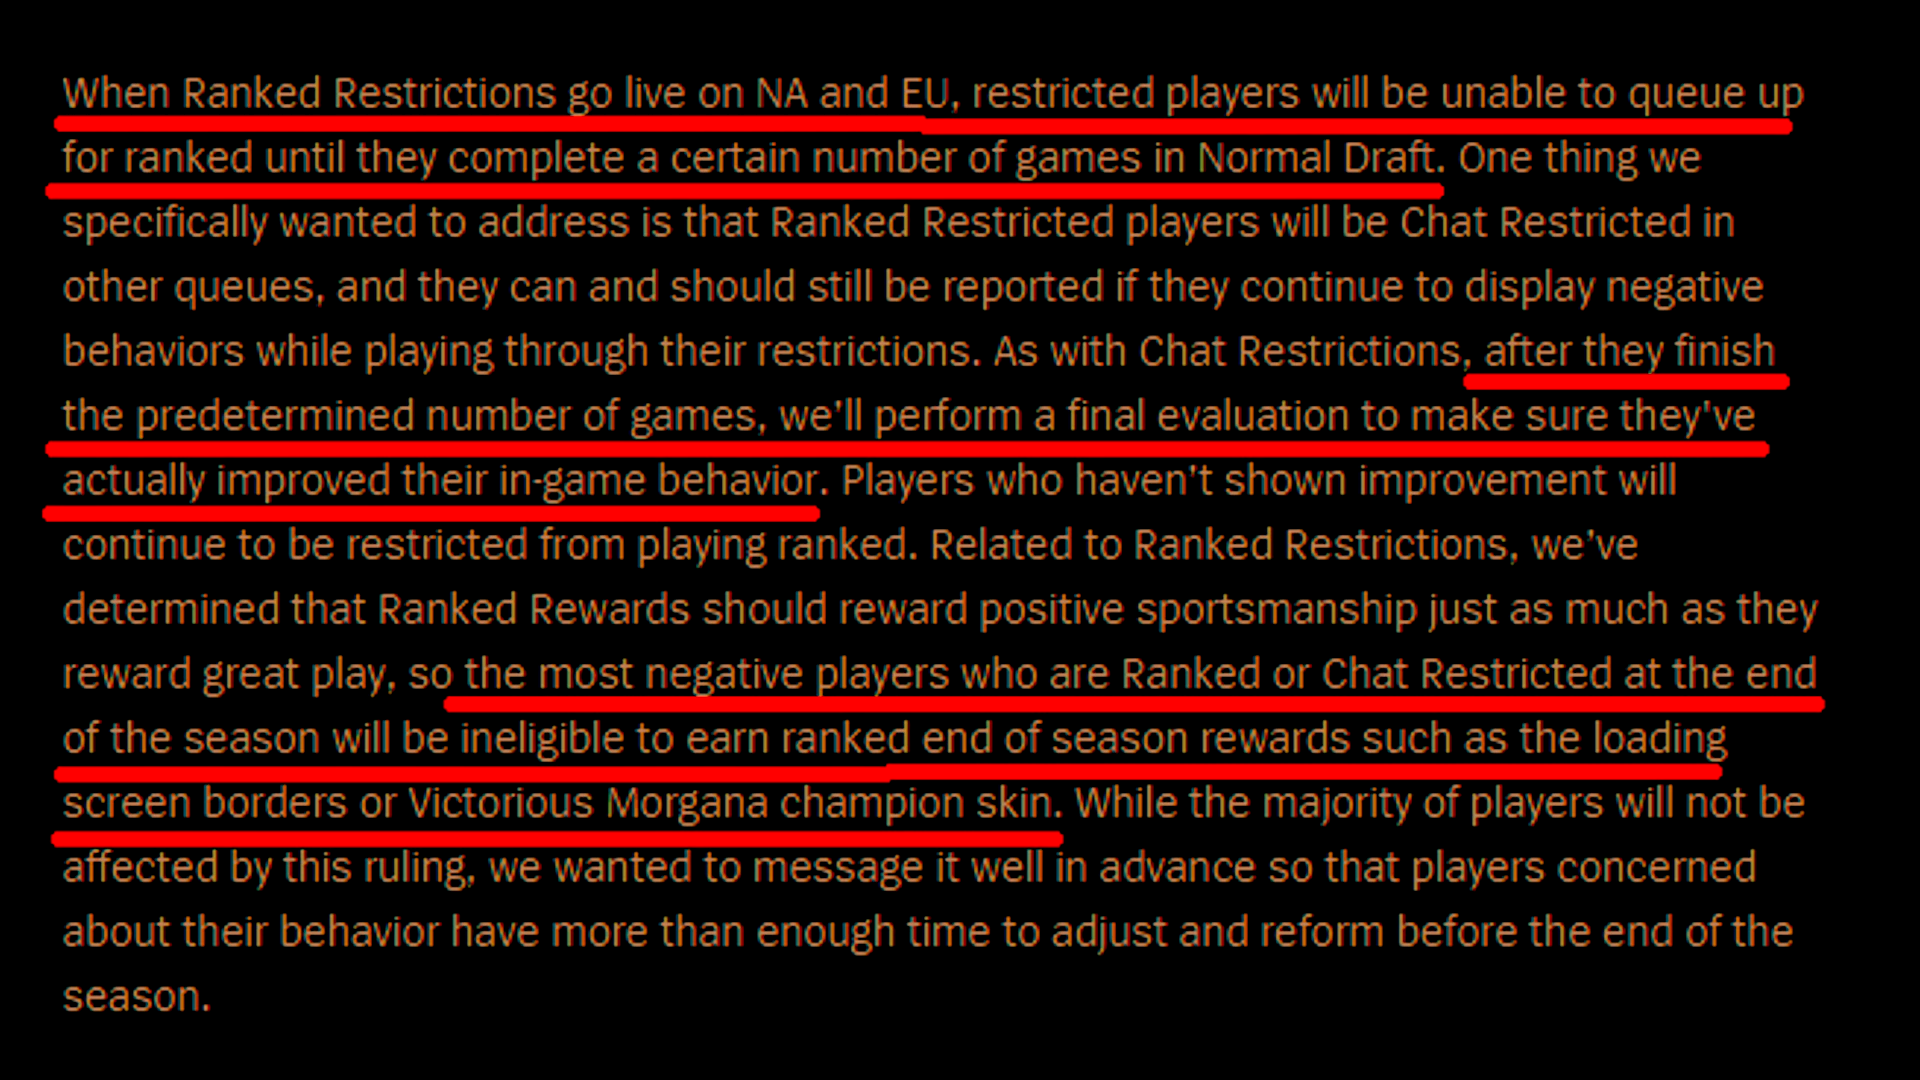 When Ranked Restrictions go live on NA and EU, restricted players will be unable to queue up
for ranked until they complete a certain number of games in Normal Draft. One thing we
specifically wanted to address is that Ranked Restricted players will be Chat Restricted in
other queues, and they can and should still be reported if they continue to display negative
behaviors while playing through their restrictions. As with Chat Restrictions, after they finish
the predetermined number of games, we'll perform a final evaluation to make sure they've
actually improved their in-game behavior. Players who haven't shown improvement will
continue to be restricted from playing ranked. Related to Ranked Restrictions, we've
determined that Ranked Rewards should reward positive sportsmanship just as much as they
reward great play, so the most negative players who are Ranked or Chat Restricted at the end
of the season will be ineligible to earn ranked end of season rewards such as the loading
screen borders or Victorious Morgana champion skin. While the majority of players will not be
affected by this ruling, we wanted to message it well in advance so that players concerned
about their behavior have more than enough time to adjust and reform before the end of the
season.